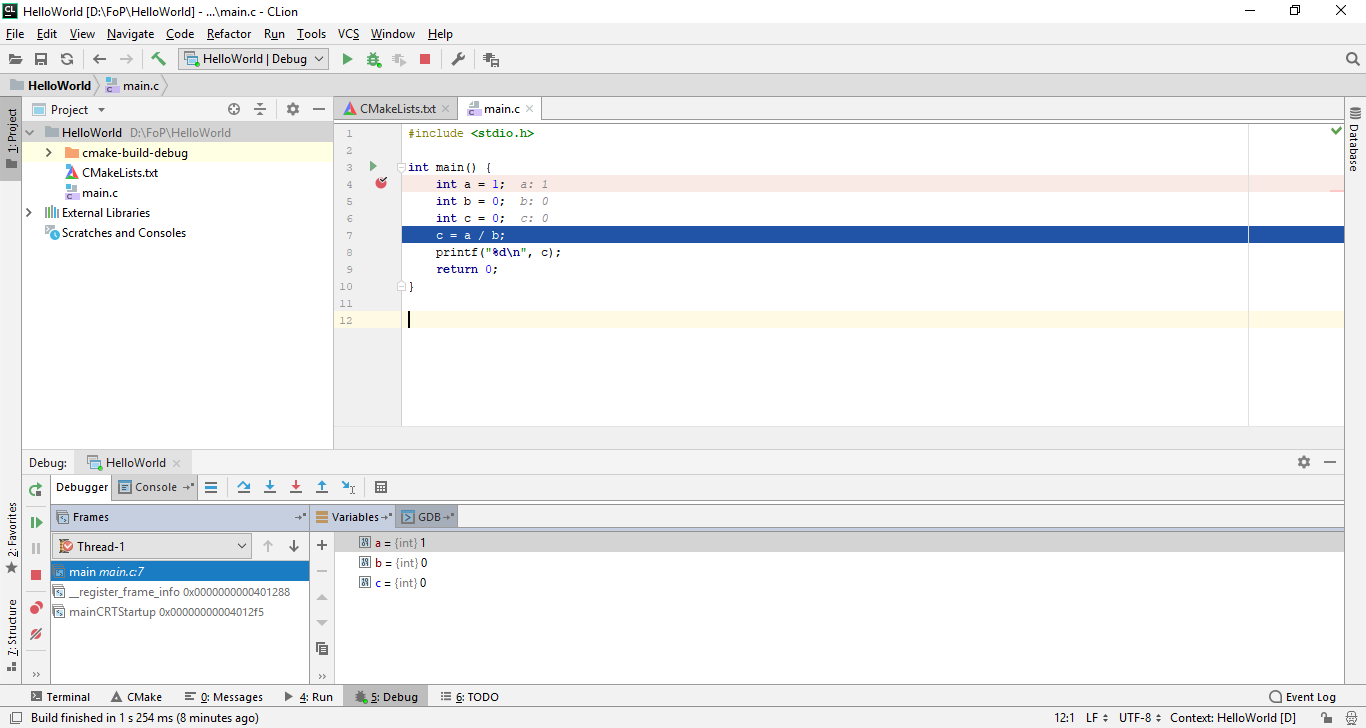 HelloWorld [D:\FoP\HelloWorld] - ...\main.c - CLion
File Edit View Navigate Code Refactor Run Tools VCS Window Help
HelloWorld | Debug
HelloWorld main.c
1: Project
Project
HelloWorld D:\FoP\HelloWorld
cmake-build-debug
CMakeLists.txt
main.c
External Libraries
Scratches and Consoles
CMakeLists.txt main.c
1 #include <stdio.h>
2
3 int main() {
4 int a = 1; a: 1
5 int b = 0; b: 0
6 int c = 0; c: 0
7 c = a / b;
8 printf("%d\n", c);
9 return 0;
10 }
11
12
Database
Debug: HelloWorld
Debugger Console
Frames
Variables GDB
Thread-1
main main.c:7
__register_frame_info 0x0000000000401288
mainCRTStartup 0x00000000004012f5
a = {int} 1
b = {int} 0
c = {int} 0
2: Favorites
7: Structure
Terminal CMake 0: Messages 4: Run 5: Debug 6: TODO Event Log
Build finished in 1 s 254 ms (8 minutes ago) 12:1 LF UTF-8 Context: HelloWorld [D]